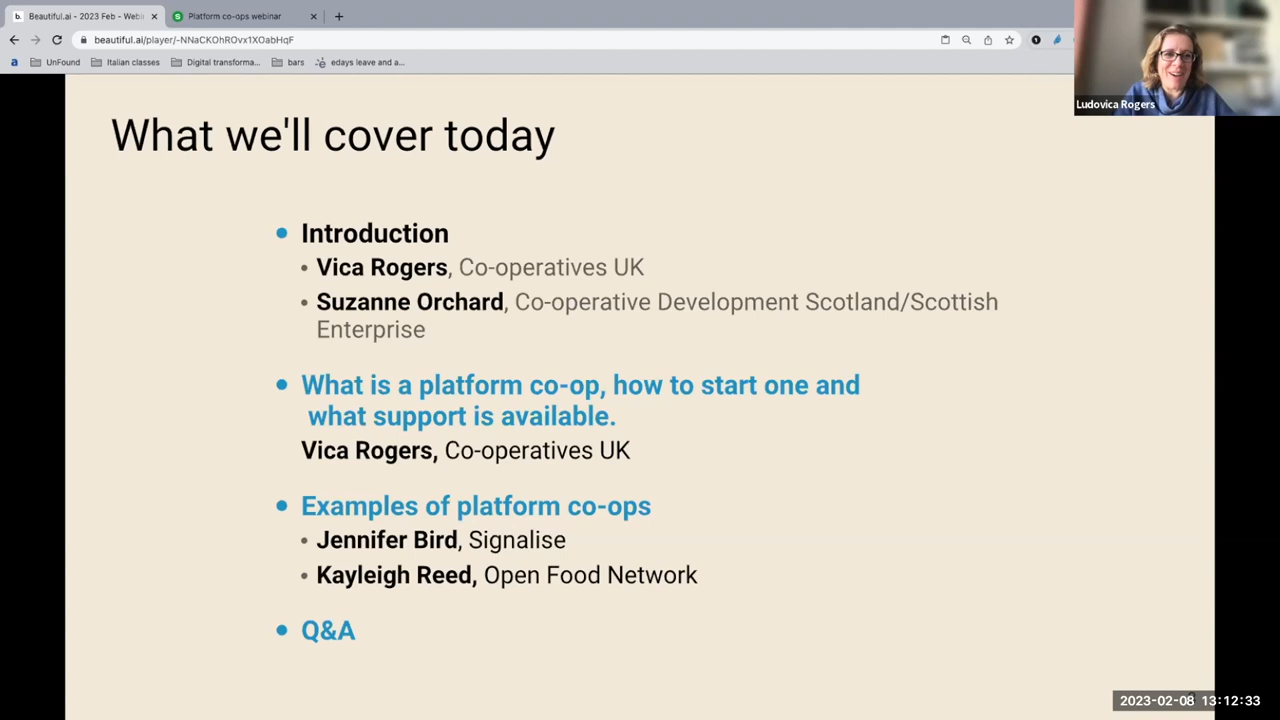 Beautiful.ai - 2023 Feb - Webi
Platform co-ops webinar
beautiful.ai/player/-NNaCKOhROvx1XOabHqF
UnFound
Italian classes
Digital transforma...
bars
edays leave and a...
Ludovica Rogers
What we'll cover today
Introduction
Vica Rogers, Co-operatives UK
Suzanne Orchard, Co-operative Development Scotland/Scottish
Enterprise
What is a platform co-op, how to start one and
what support is available.
Vica Rogers, Co-operatives UK
Examples of platform co-ops
Jennifer Bird, Signalise
Kayleigh Reed, Open Food Network
Q&A
2023-02-08 13:12:33